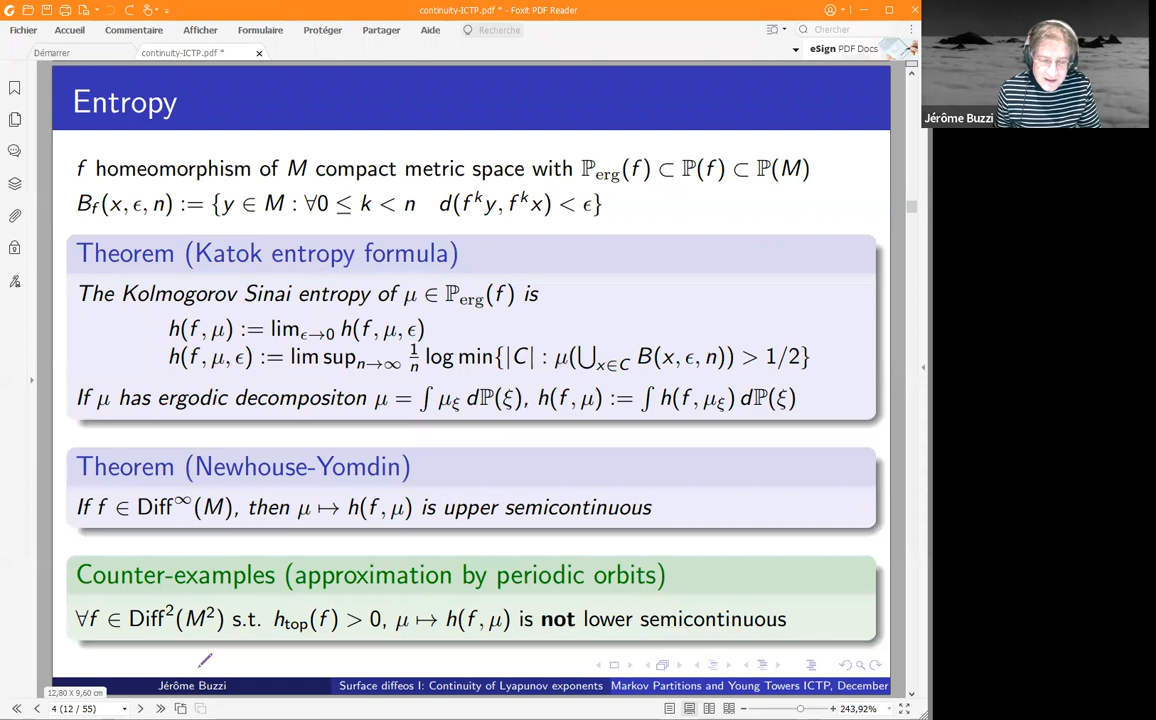 continuity-ICTP.pdf * - Foxit PDF Reader
Fichier Accueil Commentaire Afficher Formulaire Protéger Partager Aide Recherche Chercher
Démarrer continuity-ICTP.pdf * eSign PDF Docs
Entropy
f homeomorphism of M compact metric space with ℙ_erg(f) ⊂ ℙ(f) ⊂ ℙ(M)
B_f(x, ϵ, n) := {y ∈ M : ∀0 ≤ k < n d(f^k y, f^k x) < ϵ}
Theorem (Katok entropy formula)
The Kolmogorov Sinai entropy of μ ∈ ℙ_erg(f) is
h(f, μ) := lim_{ϵ→0} h(f, μ, ϵ)
h(f, μ, ϵ) := lim sup_{n→∞} 1/n log min{|C| : μ(⋃_{x∈C} B(x, ϵ, n)) > 1/2}
If μ has ergodic decompositon μ = ∫ μ_ξ dℙ(ξ), h(f, μ) := ∫ h(f, μ_ξ) dℙ(ξ)
Theorem (Newhouse-Yomdin)
If f ∈ Diff^∞(M), then μ ↦ h(f, μ) is upper semicontinuous
Counter-examples (approximation by periodic orbits)
∀f ∈ Diff²(M²) s.t. h_top(f) > 0, μ ↦ h(f, μ) is not lower semicontinuous
Jérôme Buzzi Surface diffeos I: Continuity of Lyapunov exponents Markov Partitions and Young Towers ICTP, December
12,80 x 9,60 cm
4 (12 / 55) 243,92%
Jérôme Buzzi